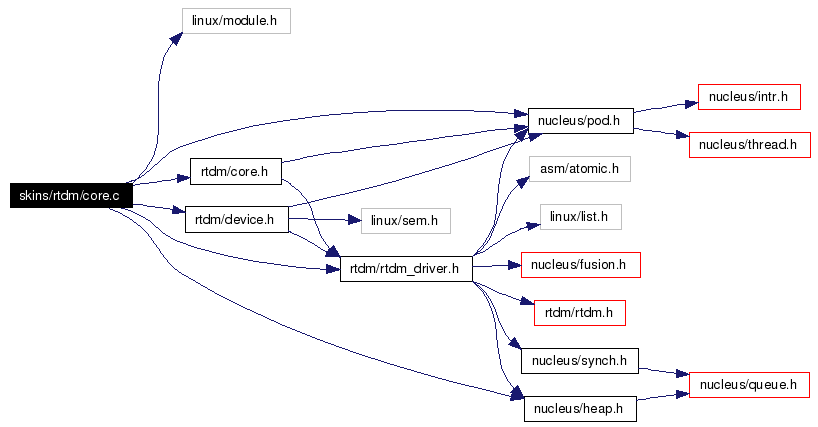 linux/module.h
nucleus/intr.h
nucleus/pod.h
nucleus/thread.h
rtdm/core.h
asm/atomic.h
skins/rtdm/core.c
rtdm/device.h
linux/sem.h
linux/list.h
rtdm/rtdm_driver.h
nucleus/fusion.h
rtdm/rtdm.h
nucleus/synch.h
nucleus/queue.h
nucleus/heap.h